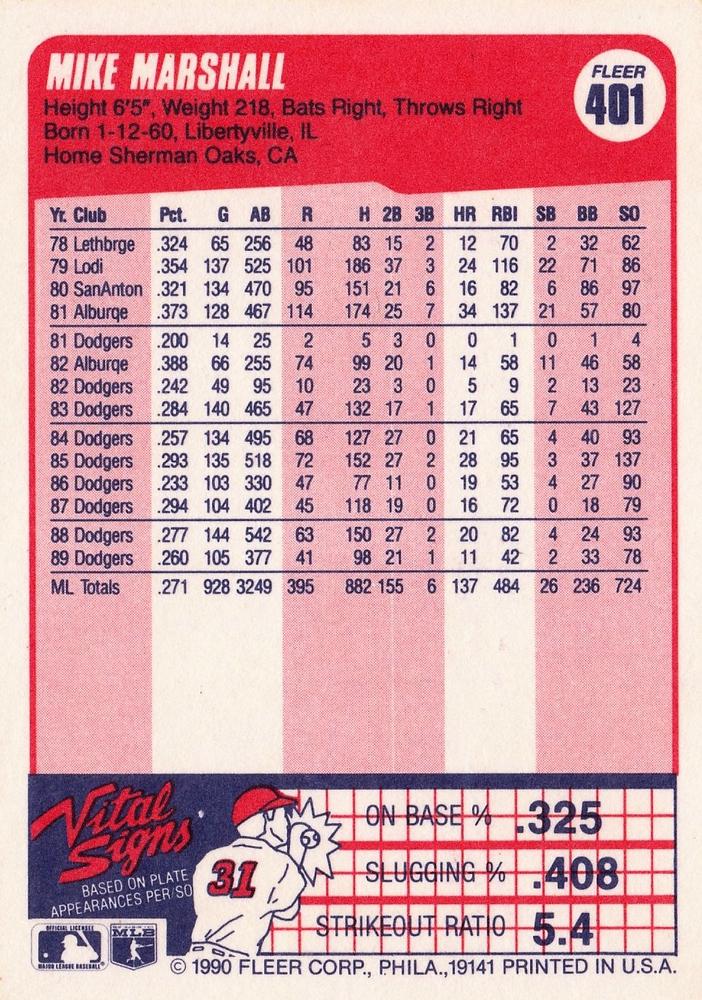 MIKE MARSHALL
FLEER
401
Height 6'5", Weight 218, Bats Right, Throws Right
Born 1-12-60, Libertyville, IL
Home Sherman Oaks, CA
Yr. Club Pct. G AB R H 2B 3B HR RBI SB BB SO
78 Lethbrge .324 65 256 48 83 15 2 12 70 2 32 62
79 Lodi .354 137 525 101 186 37 3 24 116 22 71 86
80 SanAnton .321 134 470 95 151 21 6 16 82 6 86 97
81 Alburqe .373 128 467 114 174 25 7 34 137 21 57 80
81 Dodgers .200 14 25 2 5 3 0 0 1 0 1 4
82 Alburqe .388 66 255 74 99 20 1 14 58 11 46 58
82 Dodgers .242 49 95 10 23 3 0 5 9 2 13 23
83 Dodgers .284 140 465 47 132 17 1 17 65 7 43 127
84 Dodgers .257 134 495 68 127 27 0 21 65 4 40 93
85 Dodgers .293 135 518 72 152 27 2 28 95 3 37 137
86 Dodgers .233 103 330 47 77 11 0 19 53 4 27 90
87 Dodgers .294 104 402 45 118 19 0 16 72 0 18 79
88 Dodgers .277 144 542 63 150 27 2 20 82 4 24 93
89 Dodgers .260 105 377 41 98 21 1 11 42 2 33 78
ML Totals .271 928 3249 395 882 155 6 137 484 26 236 724
Vital
Signs
BASED ON PLATE
APPEARANCES PER/SO
31
ON BASE % .325
SLUGGING % .408
STRIKEOUT RATIO 5.4
OFFICIAL LICENSEE
MAJOR LEAGUE BASEBALL
MLB
© 1990 FLEER CORP., PHILA.,19141 PRINTED IN U.S.A.